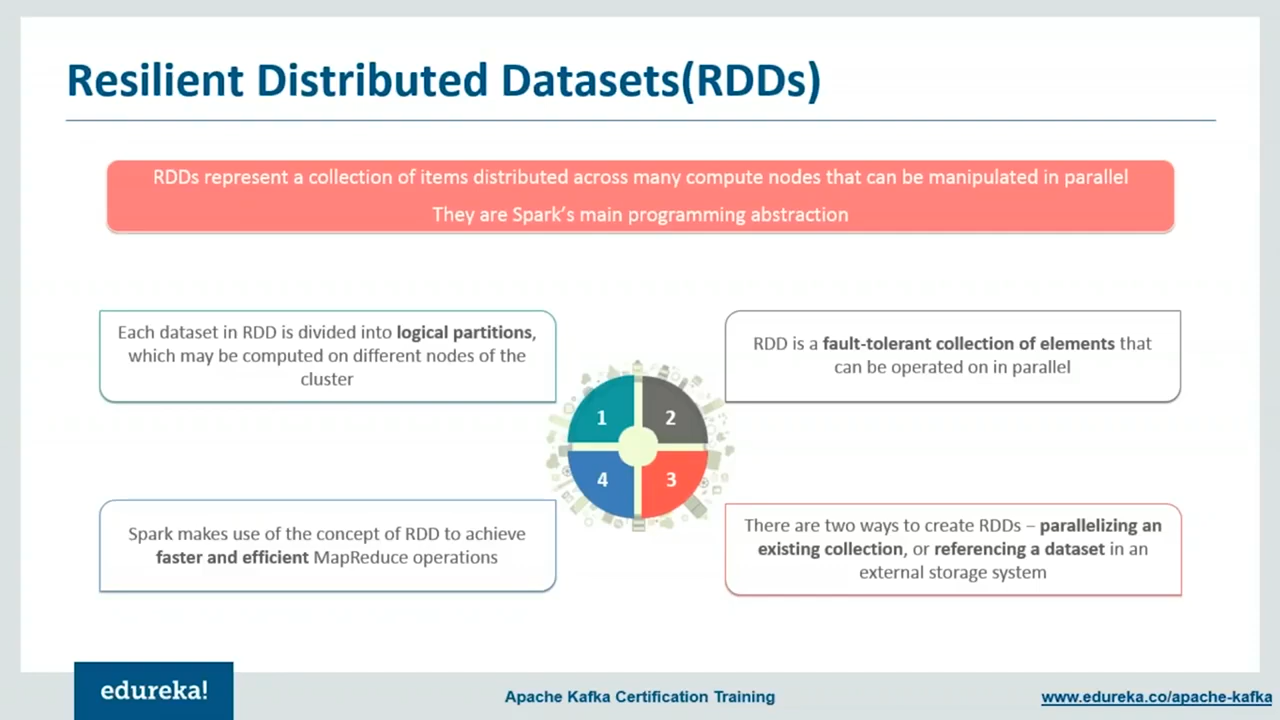 Resilient Distributed Datasets(RDDs)
RDDs represent a collection of items distributed across many compute nodes that can be manipulated in parallel
They are Spark's main programming abstraction
Each dataset in RDD is divided into logical partitions,
which may be computed on different nodes of the
cluster
RDD is a fault-tolerant collection of elements that
can be operated on in parallel
1
2
4
3
Spark makes use of the concept of RDD to achieve
faster and efficient MapReduce operations
There are two ways to create RDDs – parallelizing an
existing collection, or referencing a dataset in an
external storage system
edureka!
Apache Kafka Certification Training
www.edureka.co/apache-kafka